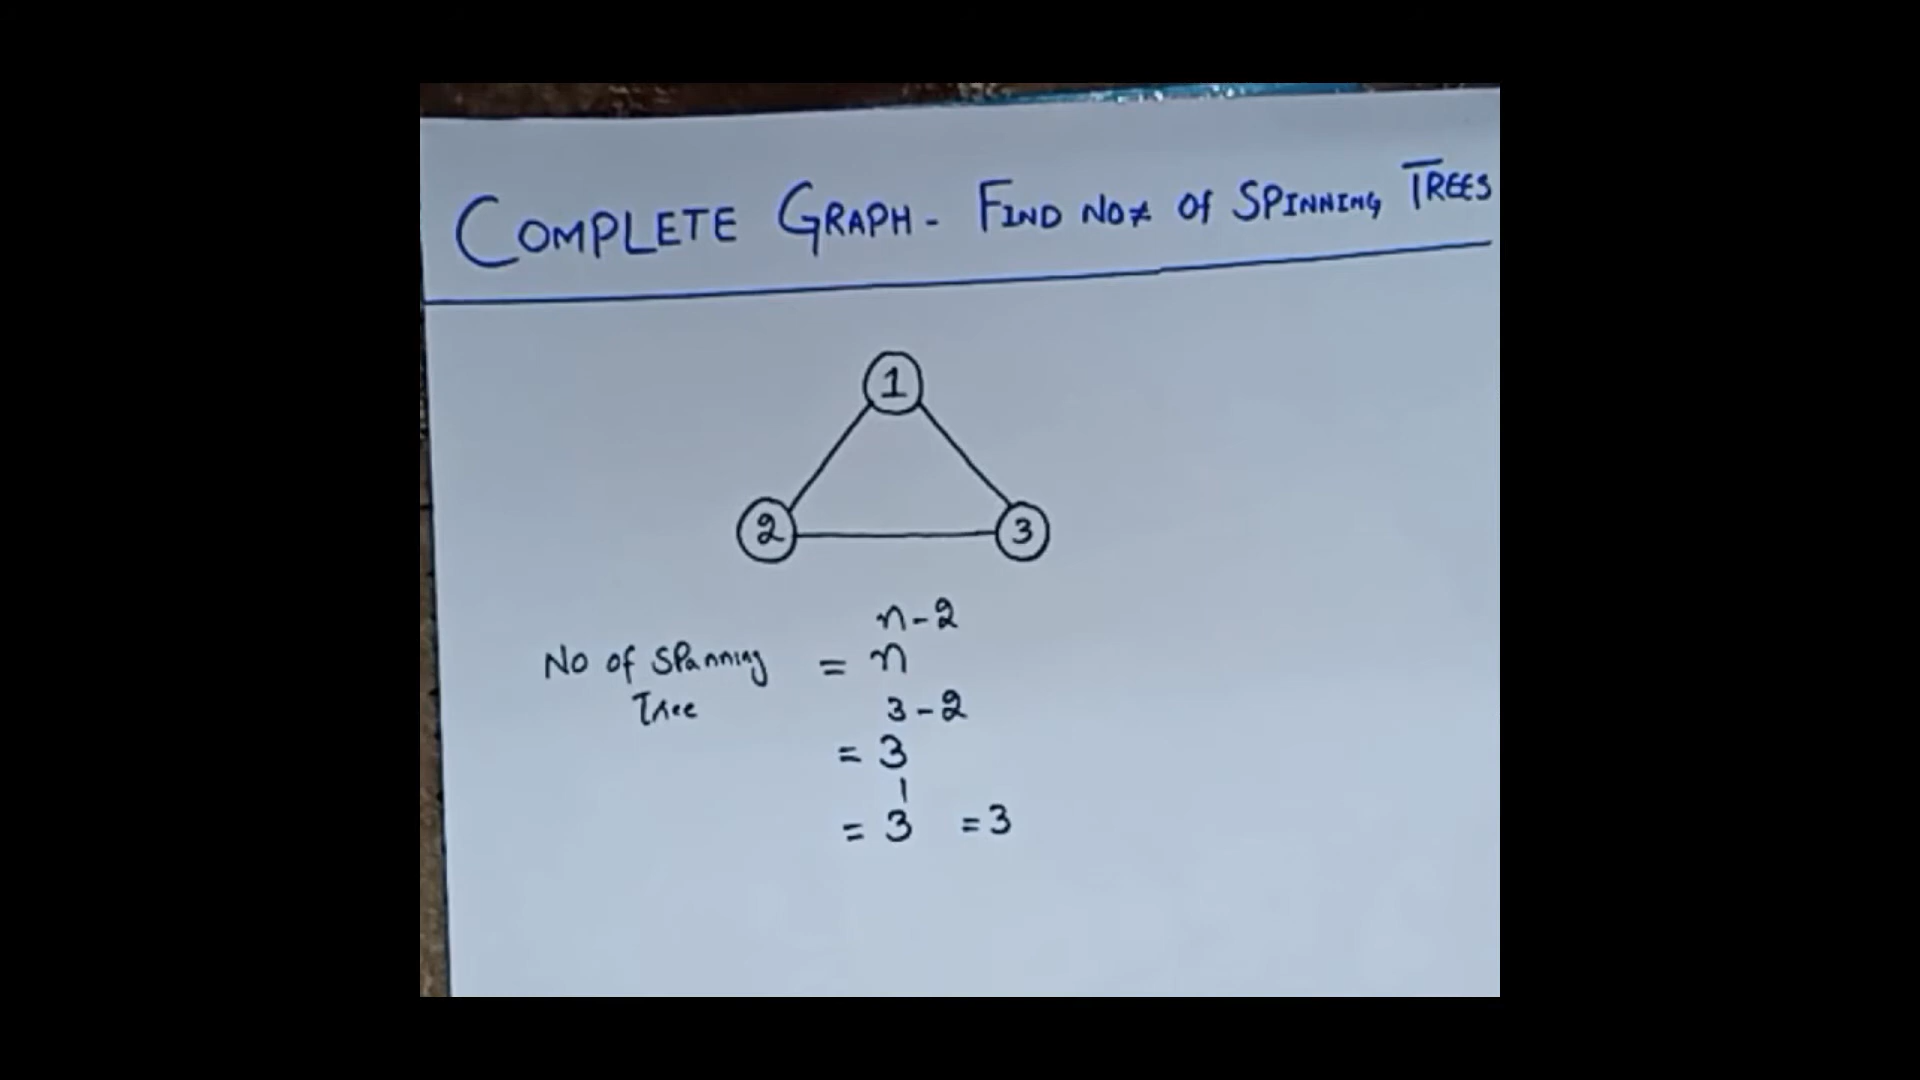 COMPLETE GRAPH - FIND NO≠ Of SPINNING TREES
1
2 3
n-2
No of Spanning = n
Tree 3-2
= 3
1
= 3 =3